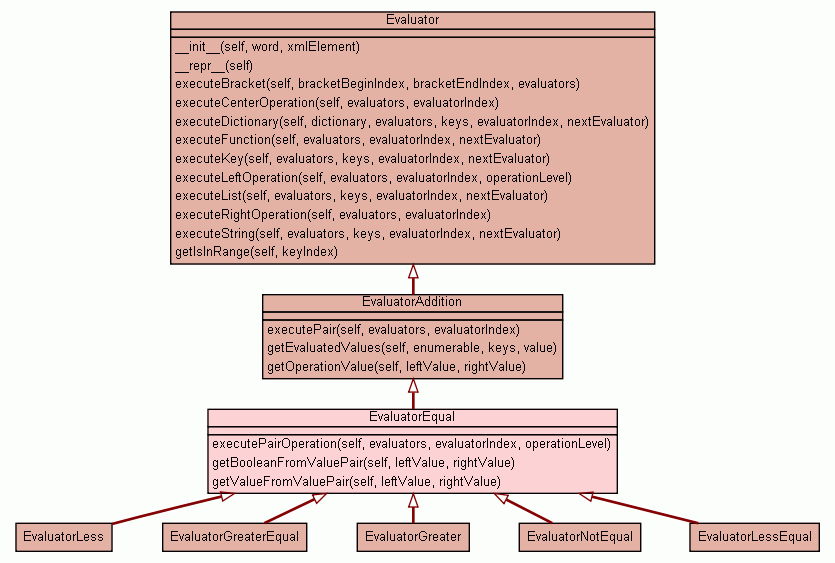 Evaluator
__init__(self, word, xmlElement)
__repr__(self)
executeBracket(self, bracketBeginIndex, bracketEndIndex, evaluators)
executeCenterOperation(self, evaluators, evaluatorIndex)
executeDictionary(self, dictionary, evaluators, keys, evaluatorIndex, nextEvaluator)
executeFunction(self, evaluators, evaluatorIndex, nextEvaluator)
executeKey(self, evaluators, keys, evaluatorIndex, nextEvaluator)
executeLeftOperation(self, evaluators, evaluatorIndex, operationLevel)
executeList(self, evaluators, keys, evaluatorIndex, nextEvaluator)
executeRightOperation(self, evaluators, evaluatorIndex)
executeString(self, evaluators, keys, evaluatorIndex, nextEvaluator)
getIsInRange(self, keyIndex)
EvaluatorAddition
executePair(self, evaluators, evaluatorIndex)
getEvaluatedValues(self, enumerable, keys, value)
getOperationValue(self, leftValue, rightValue)
EvaluatorEqual
executePairOperation(self, evaluators, evaluatorIndex, operationLevel)
getBooleanFromValuePair(self, leftValue, rightValue)
getValueFromValuePair(self, leftValue, rightValue)
EvaluatorLess
EvaluatorGreaterEqual
EvaluatorGreater
EvaluatorNotEqual
EvaluatorLessEqual